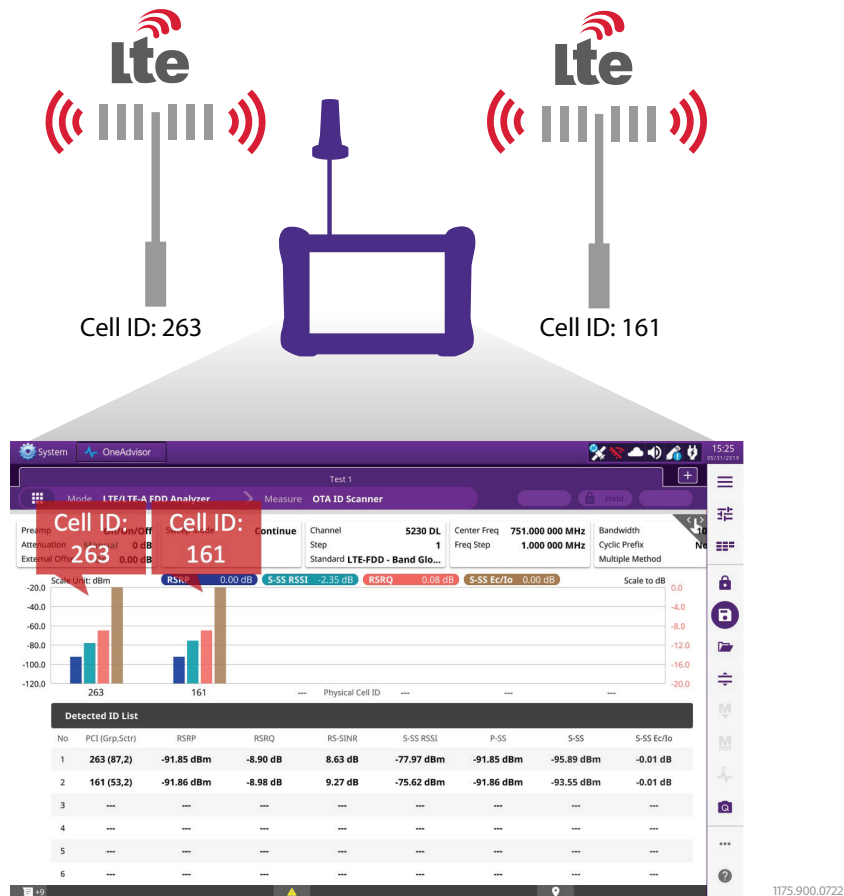 Lte
Lte
Cell ID: 263
Cell ID: 161
System
OneAdvisor
15:25
05/31/2019
Test 1
Mode LTE/LTE-A FDD Analyzer
Measure OTA ID Scanner
Hold
Preamp
On/On/Off
Attenuation
0 dB
External
0.00 dB
Continue
Channel 5230 DL
Step 1
Standard LTE-FDD - Band Glo...
Center Freq 751.000 000 MHz
Freq Step 1.000 000 MHz
Bandwidth
Cyclic Prefix
Multiple Method
Cell ID:
263
Cell ID:
161
Scale Unit: dBm
RSRP 0.00 dB
S-SS RSSI -2.35 dB
RSRQ 0.08 dB
S-SS Ec/Io 0.00 dB
Scale to dB
-20.0
-40.0
-60.0
-80.0
-100.0
-120.0
0.0
-4.0
-8.0
-12.0
-16.0
-20.0
263 161 --- Physical Cell ID --- --- ---
Detected ID List
No PCI (Grp,Sctr) RSRP RSRQ RS-SINR S-SS RSSI P-SS S-SS S-SS Ec/Io
1 263 (87,2) -91.85 dBm -8.90 dB 8.63 dB -77.97 dBm -91.85 dBm -95.89 dBm -0.01 dB
2 161 (53,2) -91.86 dBm -8.98 dB 9.27 dB -75.62 dBm -91.86 dBm -93.55 dBm -0.01 dB
3 --- --- --- --- --- --- --- ---
4 --- --- --- --- --- --- --- ---
5 --- --- --- --- --- --- --- ---
6 --- --- --- --- --- --- --- ---
+9
1175.900.0722